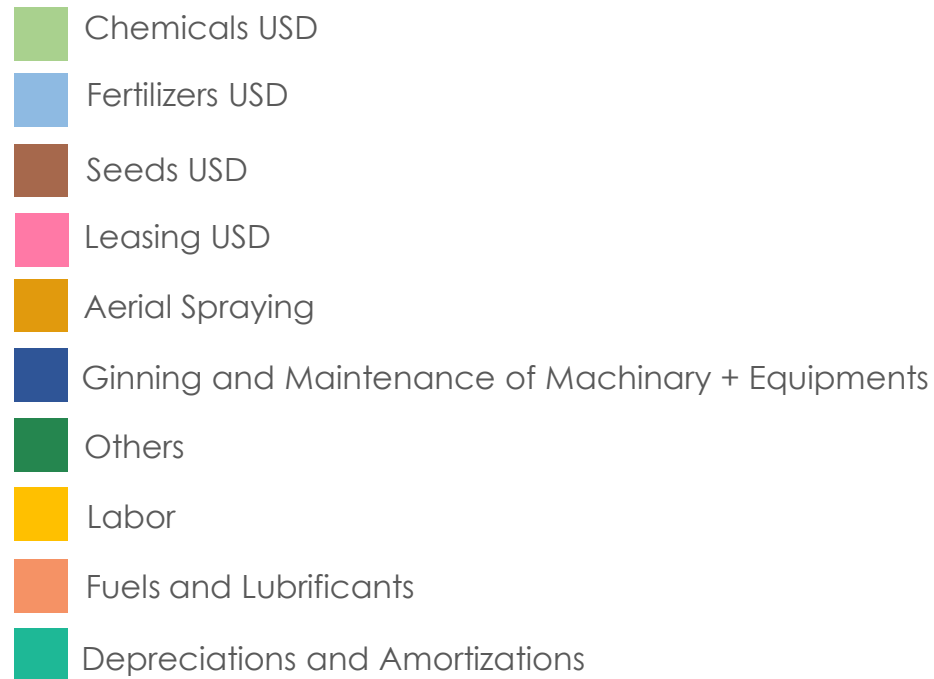 Chemicals USD
Fertilizers USD
Seeds USD
Leasing USD
Aerial Spraying
Ginning and Maintenance of Machinary + Equipments
Others
Labor
Fuels and Lubrificants
Depreciations and Amortizations